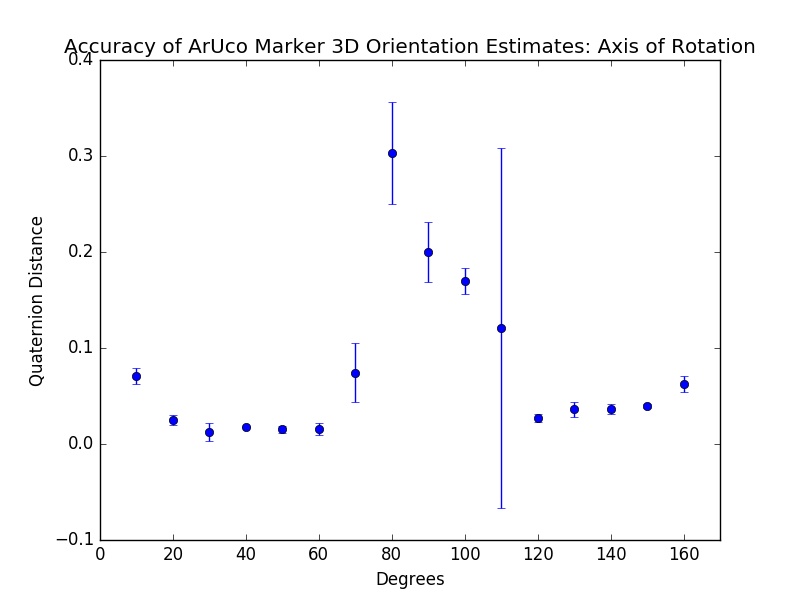 Accuracy of ArUco Marker 3D Orientation Estimates: Axis of Rotation
0.4
0.3
0.2
0.1
0.0
−0.1
Quaternion Distance
0 20 40 60 80 100 120 140 160
Degrees